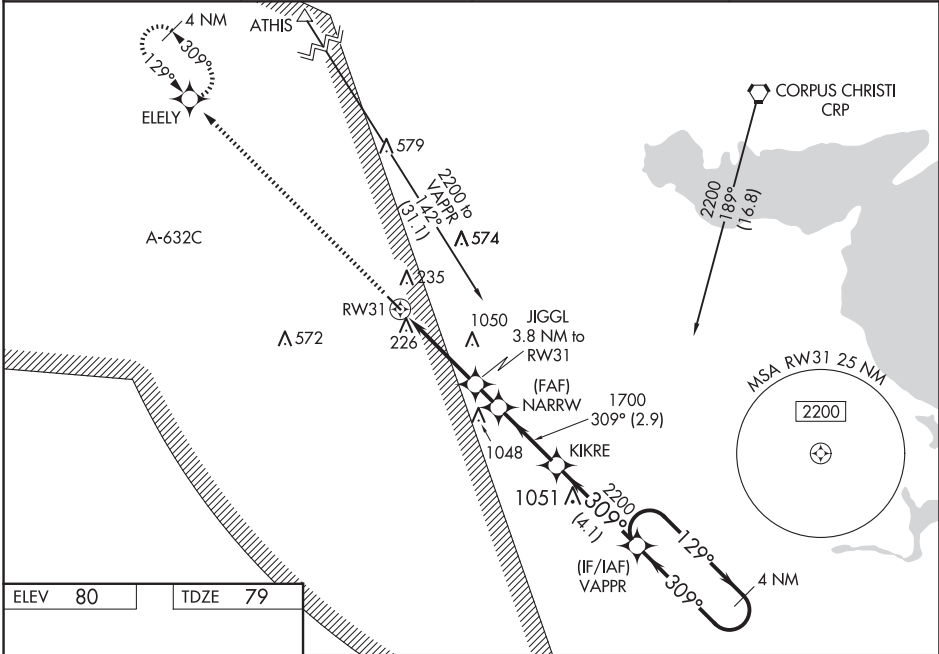 4 NM
309°
129°
ELELY
ATHIS
CORPUS CHRISTI
CRP
579
2200 to
VAPPR
142°
(31.1)
2200
189°
(16.8)
574
A-632C
235
RW31
226
572
1050
JIGGL
3.8 NM to
RW31
(FAF)
NARRW
1700
309° (2.9)
1048
KIKRE
1051
2200
309°
(4.1)
MSA RW31 25 NM
2200
(IF/IAF)
VAPPR
129°
309°
4 NM
ELEV 80
TDZE 79